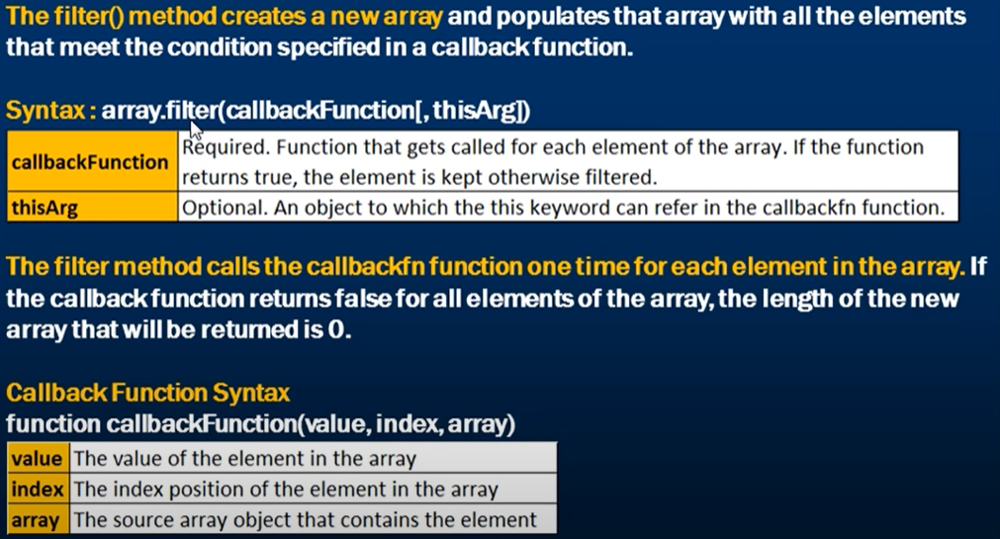 The filter() method creates a new array and populates that array with all the elements
that meet the condition specified in a callback function.
Syntax : array.filter(callbackFunction[, thisArg])
callbackFunction Required. Function that gets called for each element of the array. If the function
returns true, the element is kept otherwise filtered.
thisArg Optional. An object to which the this keyword can refer in the callbackfn function.
The filter method calls the callbackfn function one time for each element in the array. If
the callback function returns false for all elements of the array, the length of the new
array that will be returned is 0.
Callback Function Syntax
function callbackFunction(value, index, array)
value The value of the element in the array
index The index position of the element in the array
array The source array object that contains the element